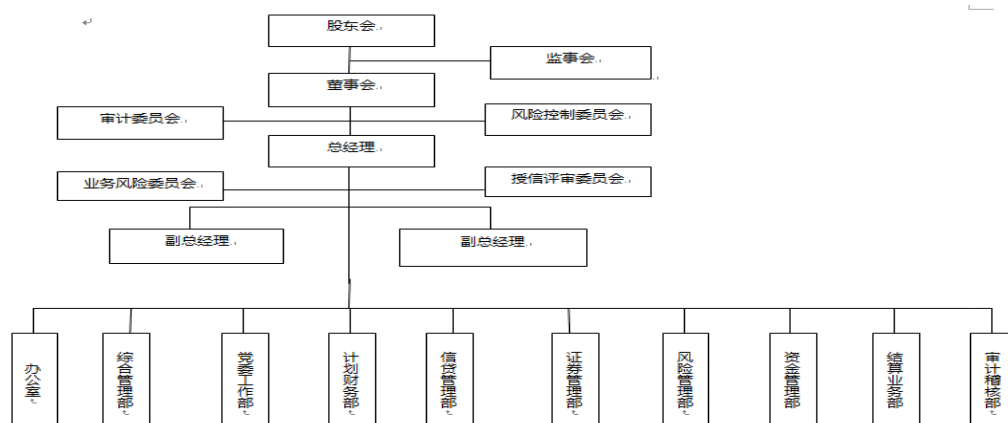 股东会
监事会
董事会
审计委员会
风险控制委员会
总经理
业务风险委员会
授信评审委员会
副总经理
副总经理
办公室
综合管理部
党委工作部
计划财务部
信贷管理部
证券管理部
风险管理部
资金管理部
结算业务部
审计稽核部